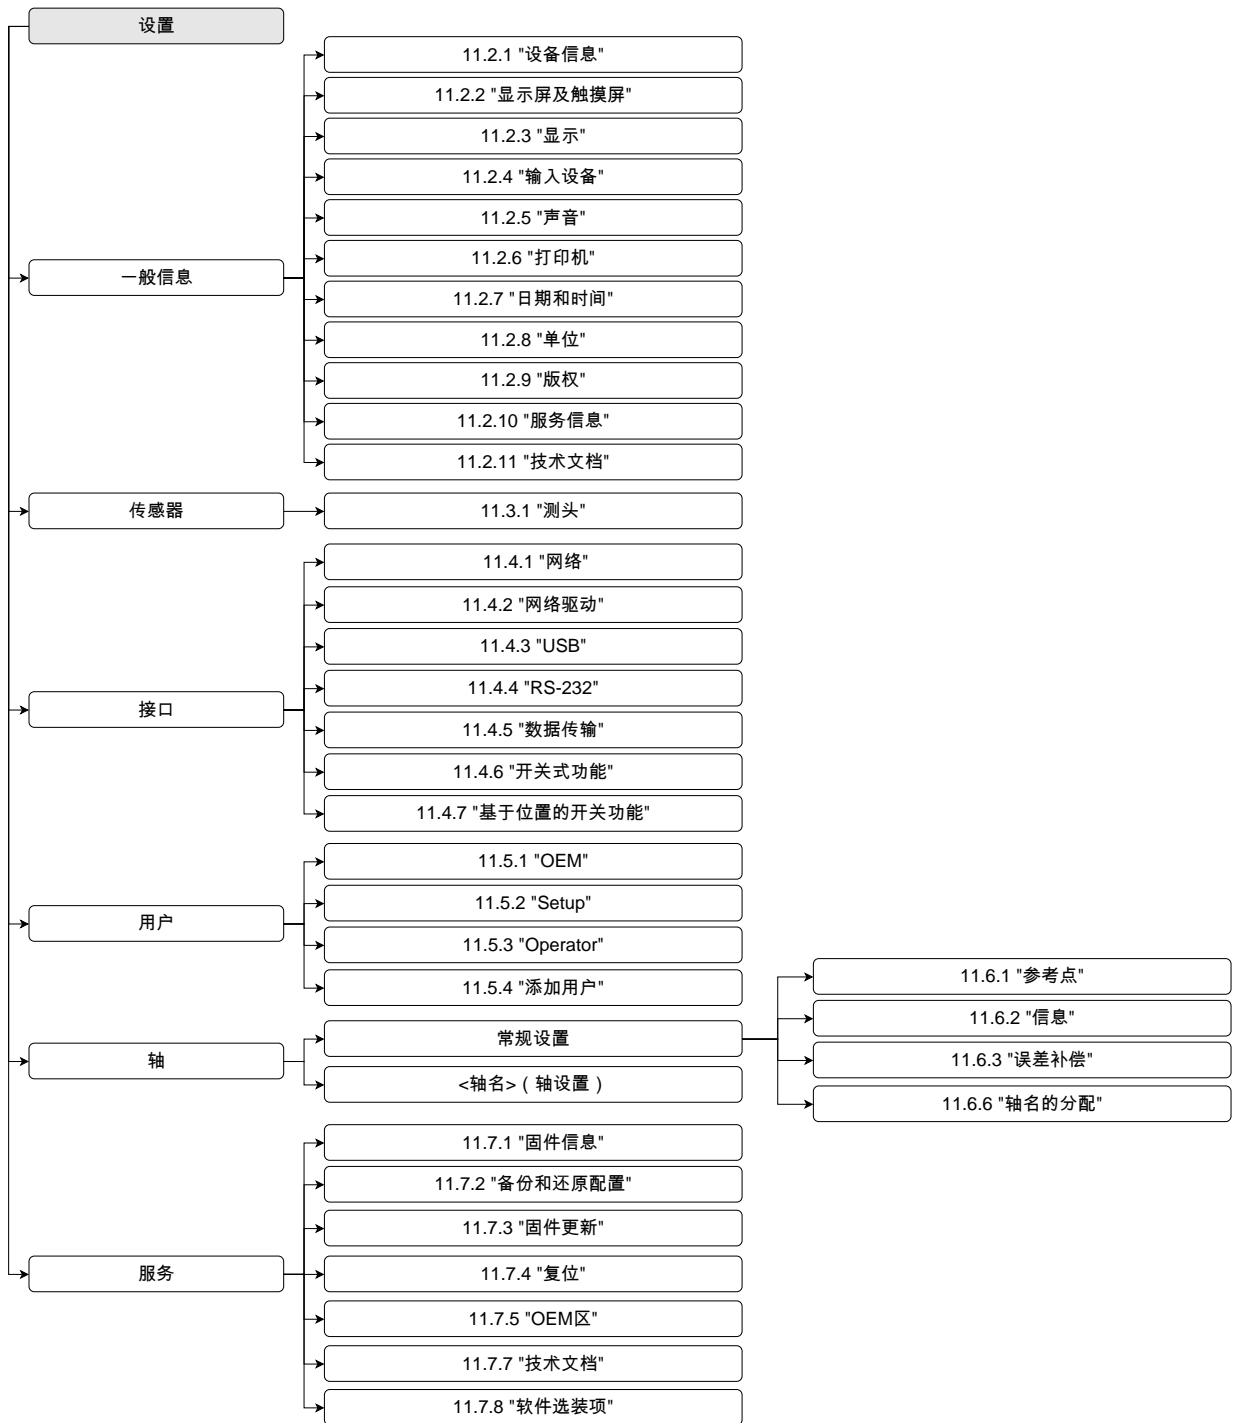 设置
一般信息
11.2.1 "设备信息"
11.2.2 "显示屏及触摸屏"
11.2.3 "显示"
11.2.4 "输入设备"
11.2.5 "声音"
11.2.6 "打印机"
11.2.7 "日期和时间"
11.2.8 "单位"
11.2.9 "版权"
11.2.10 "服务信息"
11.2.11 "技术文档"
传感器
11.3.1 "测头"
接口
11.4.1 "网络"
11.4.2 "网络驱动"
11.4.3 "USB"
11.4.4 "RS-232"
11.4.5 "数据传输"
11.4.6 "开关式功能"
11.4.7 "基于位置的开关功能"
用户
11.5.1 "OEM"
11.5.2 "Setup"
11.5.3 "Operator"
11.5.4 "添加用户"
轴
常规设置
11.6.1 "参考点"
11.6.2 "信息"
11.6.3 "误差补偿"
11.6.6 "轴名的分配"
<轴名>（轴设置）
服务
11.7.1 "固件信息"
11.7.2 "备份和还原配置"
11.7.3 "固件更新"
11.7.4 "复位"
11.7.5 "OEM区"
11.7.7 "技术文档"
11.7.8 "软件选装项"